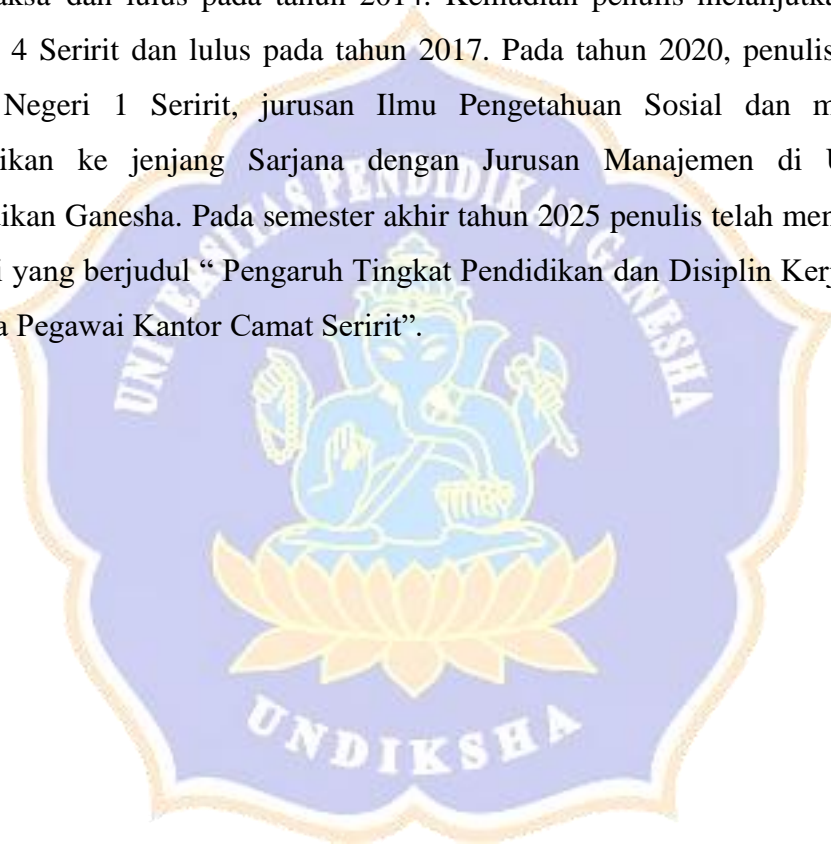 aksa dan lulus pada tahun 2014. Kemudian penulis melanjutka
4 Seririt dan lulus pada tahun 2017. Pada tahun 2020, penulis
Negeri 1 Seririt, jurusan Ilmu Pengetahuan Sosial dan m
ikan ke jenjang Sarjana dengan Jurusan Manajemen di U
ikan Ganesha. Pada semester akhir tahun 2025 penulis telah men
i yang berjudul “ Pengaruh Tingkat Pendidikan dan Disiplin Kerj
a Pegawai Kantor Camat Seririt”.
UNIVERSITAS PENDIDIKAN GANESHA
UNDIKSHA